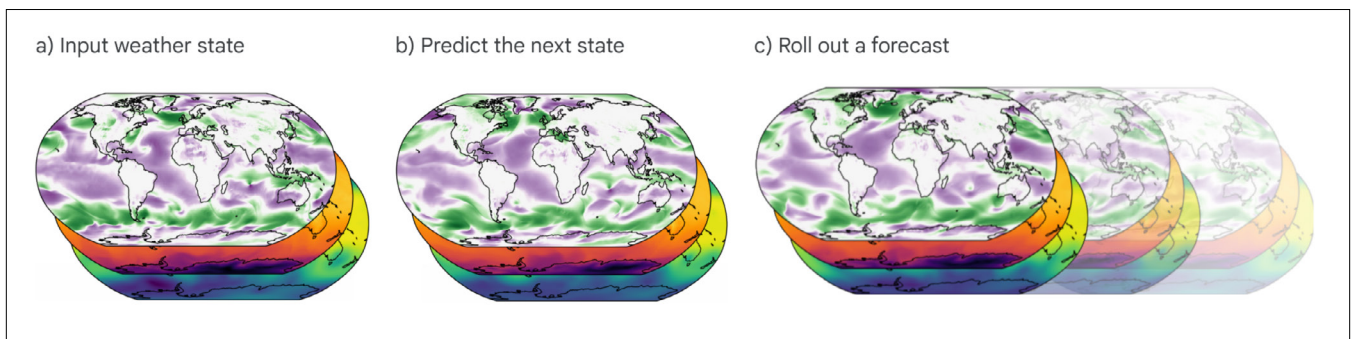 a) Input weather state
b) Predict the next state
c) Roll out a forecast